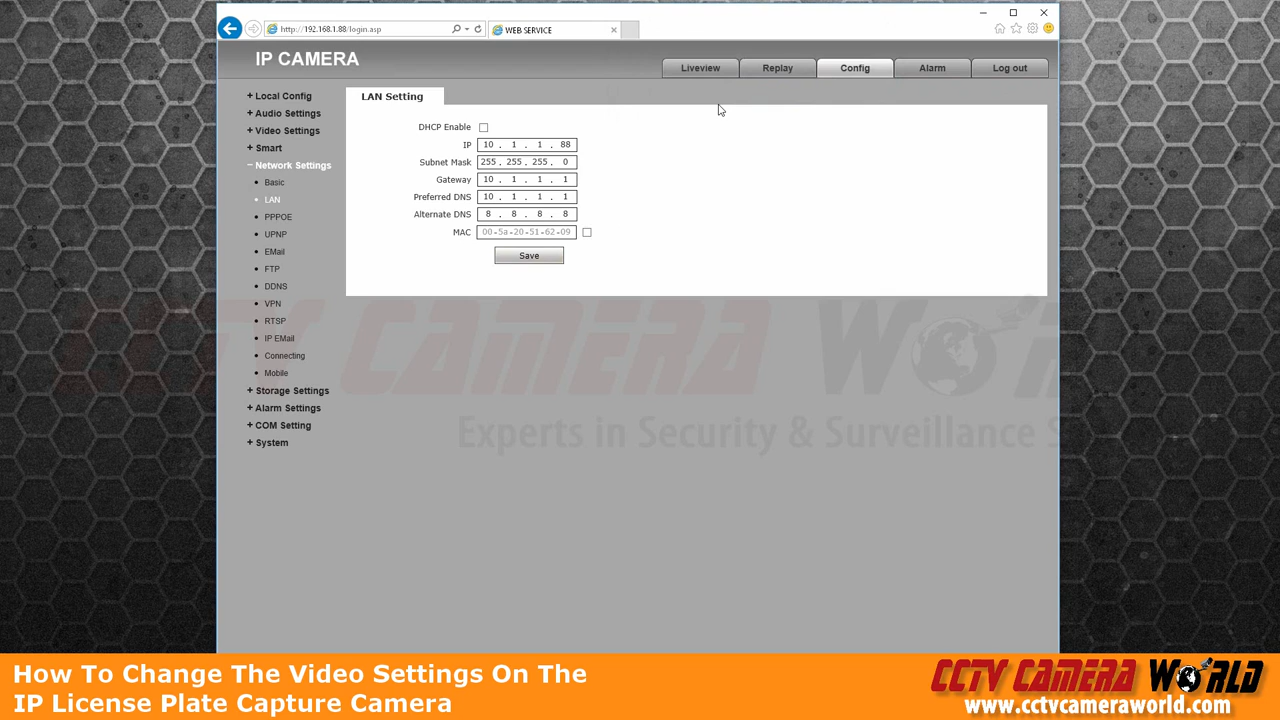 http://192.168.1.88/login.asp
WEB SERVICE
IP CAMERA
Liveview
Replay
Config
Alarm
Log out
+ Local Config
+ Audio Settings
+ Video Settings
+ Smart
− Network Settings
• Basic
• LAN
• PPPOE
• UPNP
• EMail
• FTP
• DDNS
• VPN
• RTSP
• IP EMail
• Connecting
• Mobile
+ Storage Settings
+ Alarm Settings
+ COM Setting
+ System
LAN Setting
DHCP Enable
IP 10 . 1 . 1 . 88
Subnet Mask 255 . 255 . 255 . 0
Gateway 10 . 1 . 1 . 1
Preferred DNS 10 . 1 . 1 . 1
Alternate DNS 8 . 8 . 8 . 8
MAC 00-5a-20-51-62-09
Save
CCTV CAMERA WORL
Experts in Security & Surveillance S
How To Change The Video Settings On The
IP License Plate Capture Camera
CCTV CAMERA WORLD
www.cctvcameraworld.com